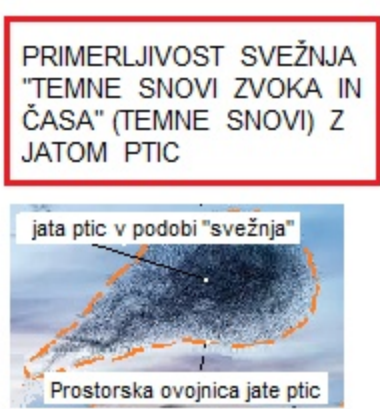 PRIMERLJIVOST SVEŽNJA
"TEMNE SNOVI ZVOKA IN
ČASA" (TEMNE SNOVI) Z
JATOM PTIC
jata ptic v podobi "svežnja"
Prostorska ovojnica jate ptic